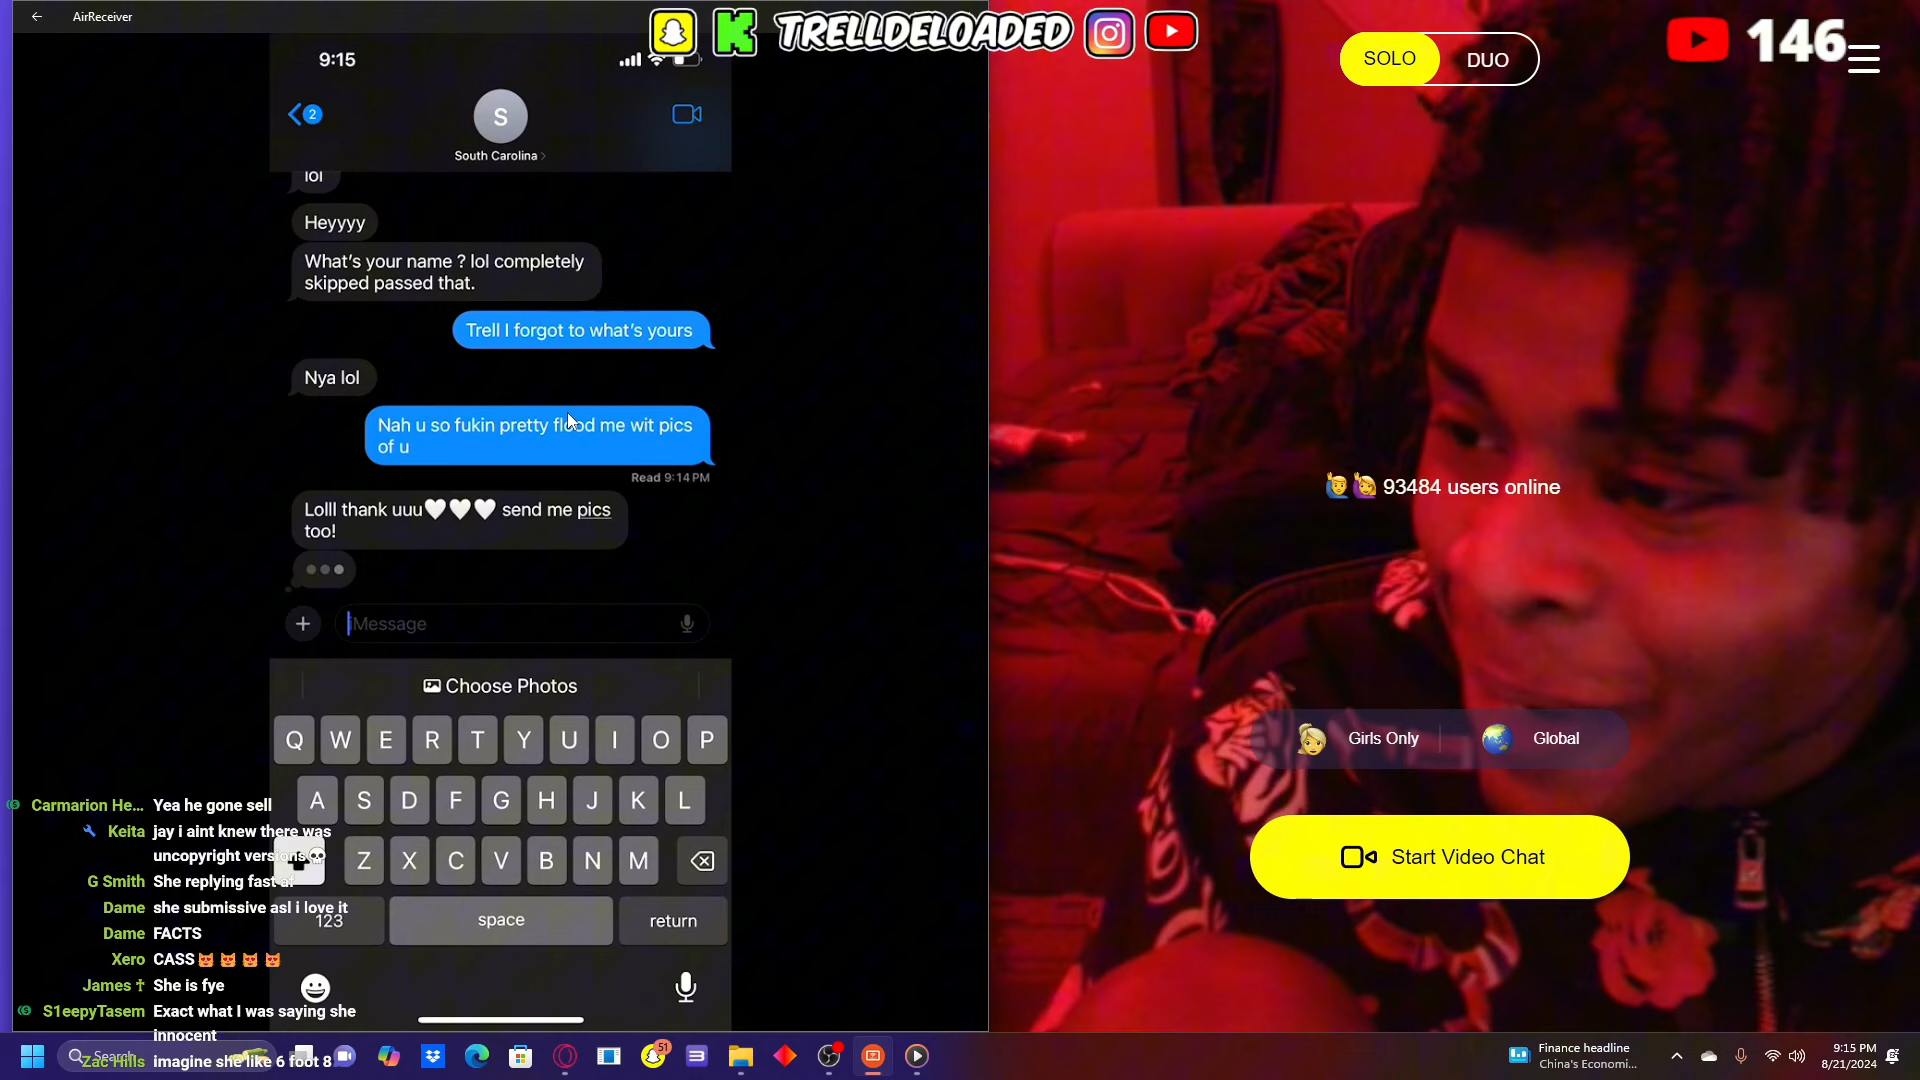 AirReceiver
TRELLDELOADED
146
SOLO
DUO
9:15
2
S
South Carolina
lol
Heyyyy
What's your name ? lol completely
skipped passed that.
Trell I forgot to what's yours
Nya lol
Nah u so fukin pretty flood me wit pics
of u
Read 9:14 PM
Lolll thank uuu🤍🤍🤍 send me pics
too!
iMessage
Choose Photos
Q W E R T Y U I O P
A S D F G H J K L
Z X C V B N M
123
space
return
Carmarion He... Yea he gone sell
Keita jay i aint knew there was
uncopyright versions💀
G Smith She replying fast af
Dame she submissive asl i love it
Dame FACTS
Xero CASS😻😻😻😻
James † She is fye
S1eepyTasem Exact what I was saying she
innocent
Zac Hills imagine she like 6 foot 8
🙋‍♂️🙋‍♀️ 93484 users online
Girls Only
Global
Start Video Chat
Search
51
Finance headline
China's Economi...
9:15 PM
8/21/2024